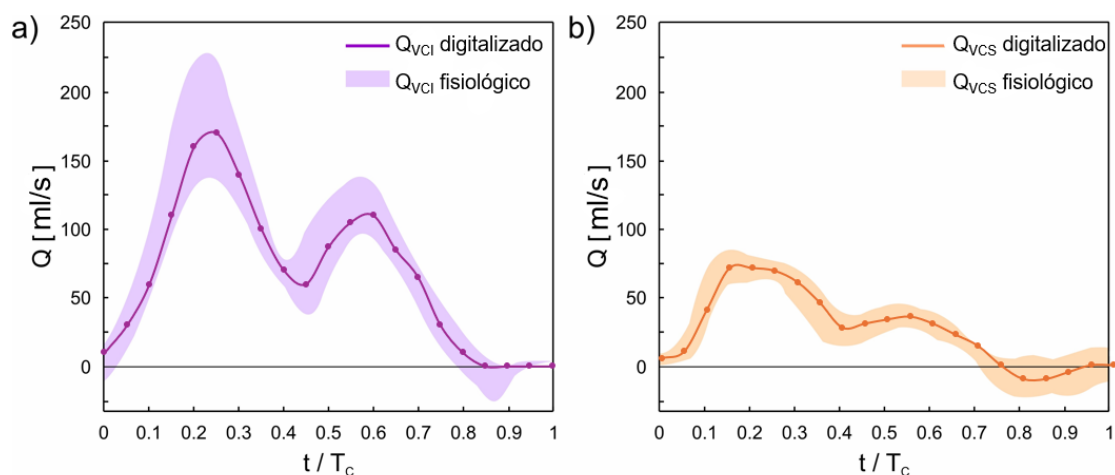 a)
250
200
150
100
50
0
Q [ ml/s ]
Q_VCI digitalizado
Q_VCI fisiológico
0 0.1 0.2 0.3 0.4 0.5 0.6 0.7 0.8 0.9 1
t / T_C
b)
250
200
150
100
50
0
Q [ ml/s ]
Q_VCS digitalizado
Q_VCS fisiológico
0 0.1 0.2 0.3 0.4 0.5 0.6 0.7 0.8 0.9 1
t / T_C